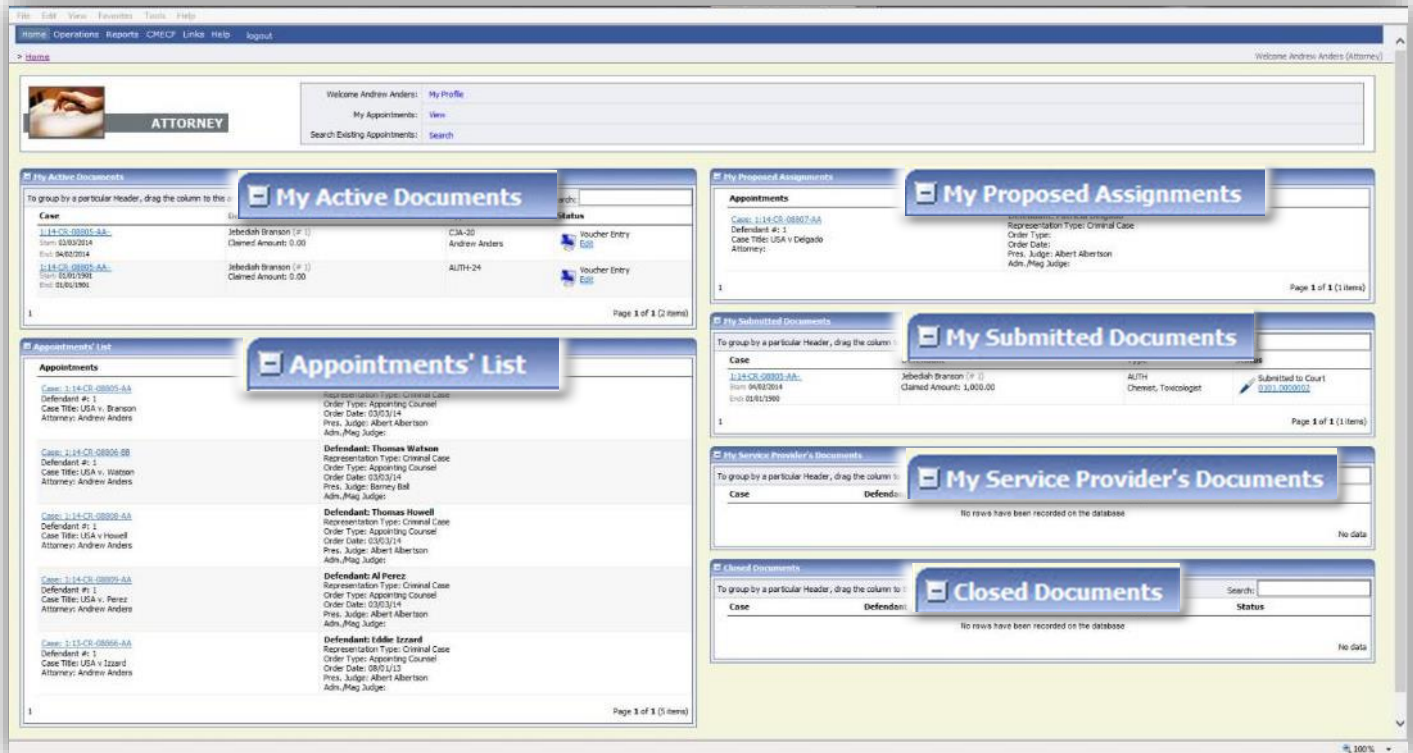 File Edit View Favorites Tools Help
Home Operations Reports CMECF Links Help logout
> Home
Welcome Andrew Anders (Attorney)
ATTORNEY
Welcome Andrew Anders: My Profile
My Appointments: View
Search Existing Appointments: Search
My Active Documents
My Active Documents
To group by a particular Header, drag the column to this
Case
Status
1:14-CR-08805-AA-
Start: 03/03/2014
End: 04/02/2014
Jebediah Branson (# 1)
Claimed Amount: 0.00
CJA-20
Andrew Anders
Voucher Entry
Edit
1:14-CR-08805-AA-
Start: 01/01/1901
End: 01/01/1901
Jebediah Branson (# 1)
Claimed Amount: 0.00
AUTH-24
Voucher Entry
Edit
1
Page 1 of 1 (2 items)
Appointments' List
Appointments' List
Appointments
Case: 1:14-CR-08805-AA
Defendant #: 1
Case Title: USA v. Branson
Attorney: Andrew Anders
Representation Type: Criminal Case
Order Type: Appointing Counsel
Order Date: 03/03/14
Pres. Judge: Albert Albertson
Adm./Mag Judge:
Case: 1:14-CR-08806-BB
Defendant #: 1
Case Title: USA v. Watson
Attorney: Andrew Anders
Defendant: Thomas Watson
Representation Type: Criminal Case
Order Type: Appointing Counsel
Order Date: 03/03/14
Pres. Judge: Barney Ball
Adm./Mag Judge:
Case: 1:14-CR-08808-AA
Defendant #: 1
Case Title: USA v Howell
Attorney: Andrew Anders
Defendant: Thomas Howell
Representation Type: Criminal Case
Order Type: Appointing Counsel
Order Date: 03/03/14
Pres. Judge: Albert Albertson
Adm./Mag Judge:
Case: 1:14-CR-08809-AA
Defendant #: 1
Case Title: USA v. Perez
Attorney: Andrew Anders
Defendant: Al Perez
Representation Type: Criminal Case
Order Type: Appointing Counsel
Order Date: 03/03/14
Pres. Judge: Albert Albertson
Adm./Mag Judge:
Case: 1:13-CR-08866-AA
Defendant #: 1
Case Title: USA v Izzard
Attorney: Andrew Anders
Defendant: Eddie Izzard
Representation Type: Criminal Case
Order Type: Appointing Counsel
Order Date: 08/01/13
Pres. Judge: Albert Albertson
Adm./Mag Judge:
1
Page 1 of 1 (5 items)
My Proposed Assignments
My Proposed Assignments
Appointments
Case: 1:14-CR-08807-AA
Defendant #: 1
Case Title: USA v Delgado
Attorney:
Defendant: Patricia Delgado
Representation Type: Criminal Case
Order Type:
Order Date:
Pres. Judge: Albert Albertson
Adm./Mag Judge:
1
Page 1 of 1 (1 items)
My Submitted Documents
My Submitted Documents
To group by a particular Header, drag the column
Case
1:14-CR-08805-AA-
Start: 04/02/2014
End: 01/01/1900
Jebediah Branson (# 1)
Claimed Amount: 1,000.00
AUTH
Chemist, Toxicologist
Submitted to Court
0101.0000002
1
Page 1 of 1 (1 items)
My Service Provider's Documents
My Service Provider's Documents
To group by a particular Header, drag the column to
Case
No rows have been recorded on the database
No data
Closed Documents
Closed Documents
To group by a particular Header, drag the column to
Search:
Case Defendant Status
No rows have been recorded on the database
No data
100%